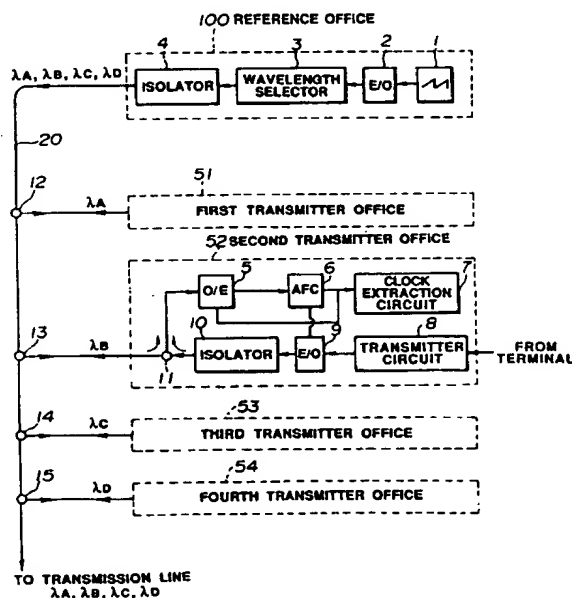 100 REFERENCE OFFICE
4 3 2 1
λA, λB, λC, λD
ISOLATOR
WAVELENGTH
SELECTOR
E/O
20
12
51
λA
FIRST TRANSMITTER OFFICE
52 SECOND TRANSMITTER OFFICE
5 6
O/E
AFC
CLOCK
EXTRACTION
CIRCUIT
7
10 9 8
13
λB
11
ISOLATOR
E/O
TRANSMITTER
CIRCUIT
FROM
TERMINAL
14
53
λC
THIRD TRANSMITTER OFFICE
15
54
λD
FOURTH TRANSMITTER OFFICE
TO TRANSMISSION LINE
λA, λB, λC, λD